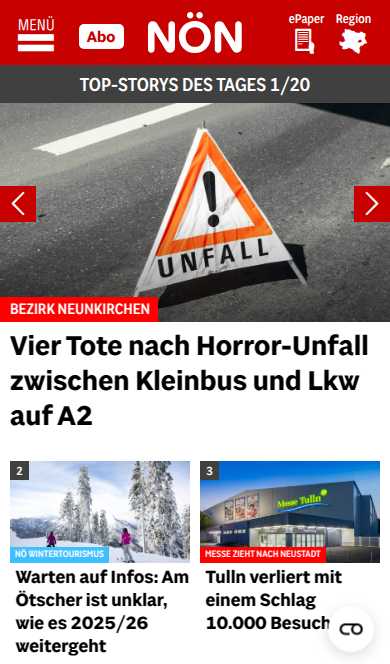 MENÜ
Abo
NÖN
ePaper
Region
TOP-STORYS DES TAGES 1/20
UNFALL
BEZIRK NEUNKIRCHEN
Vier Tote nach Horror-Unfall
zwischen Kleinbus und Lkw
auf A2
2
NÖ WINTERTOURISMUS
Warten auf Infos: Am
Ötscher ist unklar,
wie es 2025/26
weitergeht
3
Messe Tulln
MESSE ZIEHT NACH NEUSTADT
Tulln verliert mit
einem Schlag
10.000 Besuch